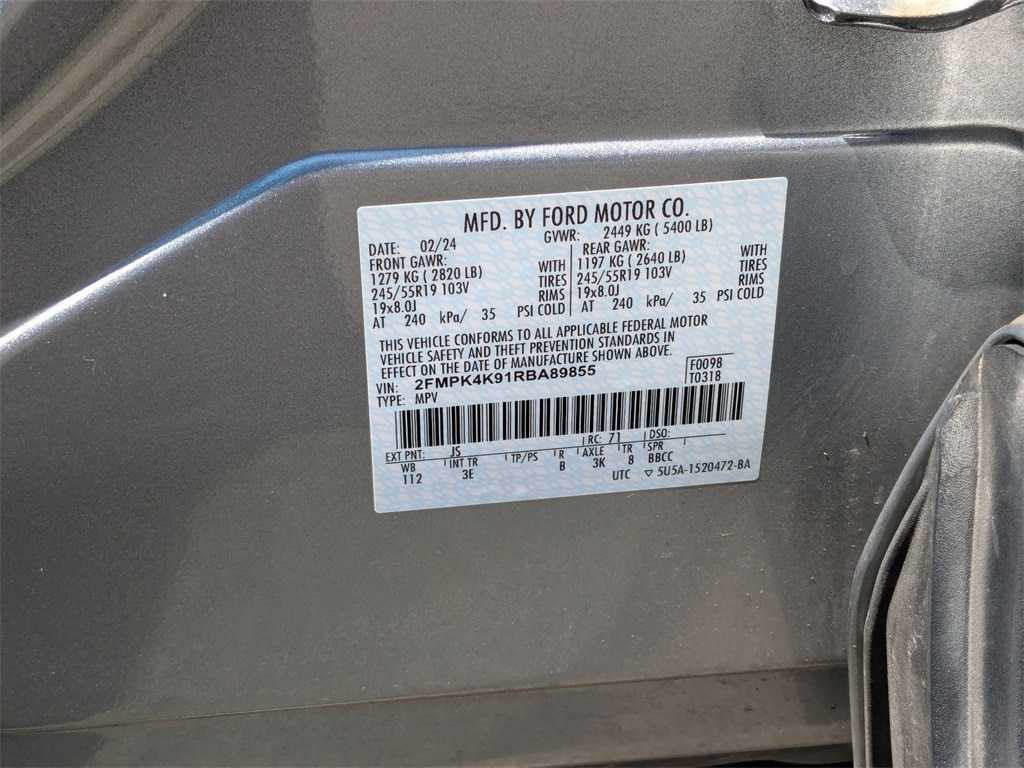 MFD. BY FORD MOTOR CO.
DATE: 02/24 GVWR: 2449 KG ( 5400 LB)
FRONT GAWR: REAR GAWR:
1279 KG ( 2820 LB) WITH 1197 KG ( 2640 LB) WITH
245/55R19 103V TIRES 245/55R19 103V TIRES
19x8.0J RIMS 19x8.0J RIMS
AT 240 kPa/ 35 PSI COLD AT 240 kPa/ 35 PSI COLD
THIS VEHICLE CONFORMS TO ALL APPLICABLE FEDERAL MOTOR
VEHICLE SAFETY AND THEFT PREVENTION STANDARDS IN
EFFECT ON THE DATE OF MANUFACTURE SHOWN ABOVE.
VIN: 2FMPK4K91RBA89855 F0098
TYPE: MPV T0318
EXT PNT: JS RC: 71 DSO:
WB INT TR TP/PS R AXLE TR SPR
112 3E B 3K 8 BBCC
UTC ▽ 5U5A-1520472-BA